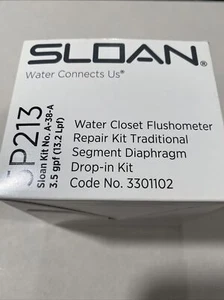 SLOAN®
Water Connects Us®
SP213
Sloan Kit No. A-38-A
3.5 gpf (13.2 Lpf)
Water Closet Flushometer
Repair Kit Traditional
Segment Diaphragm
Drop-in Kit
Code No. 3301102